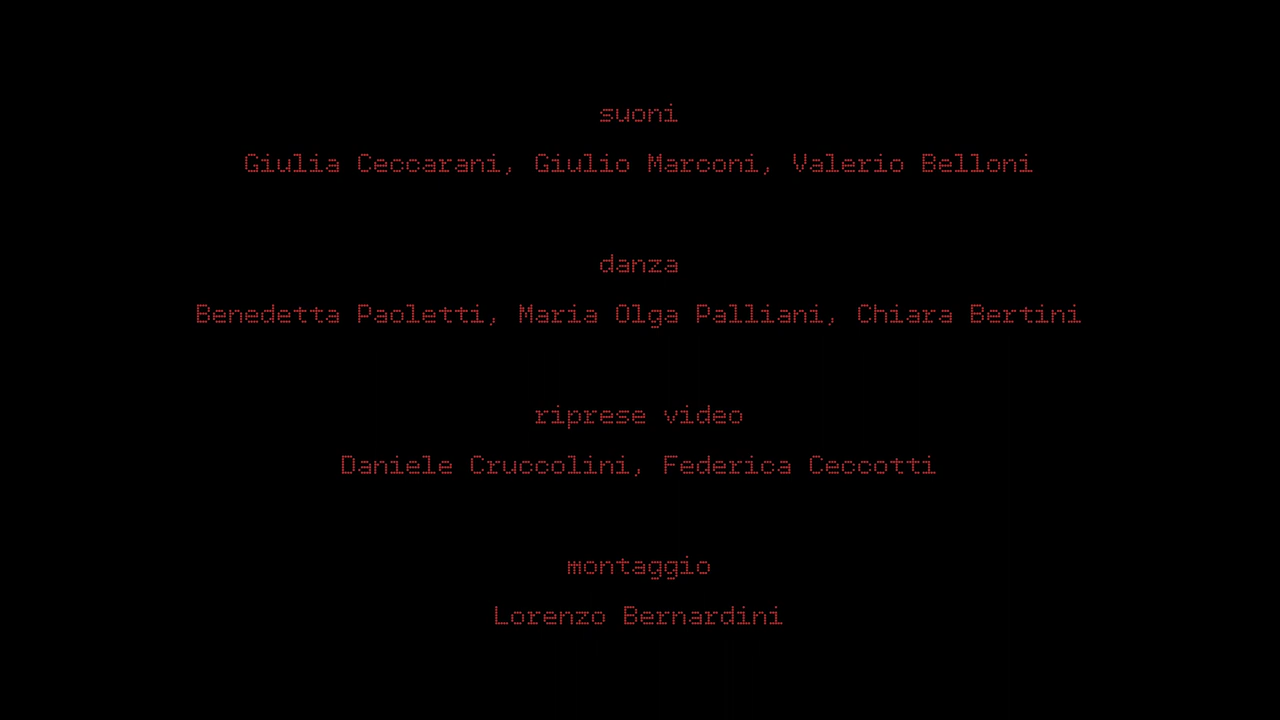 suoni
Giulia Ceccarani, Giulio Marconi, Valerio Belloni
danza
Benedetta Paoletti, Maria Olga Palliani, Chiara Bertini
riprese video
Daniele Cruccolini, Federica Ceccotti
montaggio
Lorenzo Bernardini